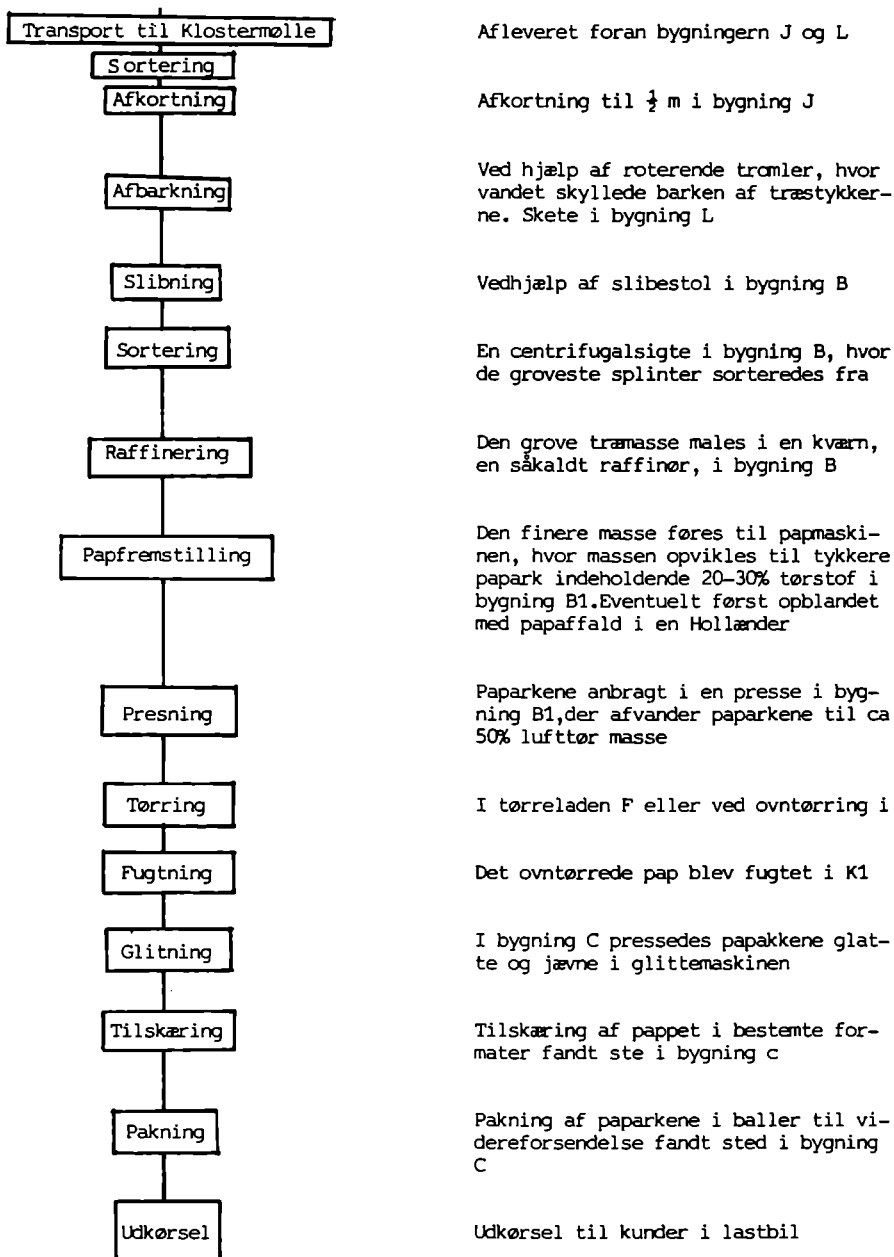 Transport til Klostermølle
Afleveret foran bygningern J og L
Sortering
Afkortning
Afkortning til ½ m i bygning J
Afbarkning
Ved hjælp af roterende tromler, hvor
vandet skyllede barken af træstykker-
ne. Skete i bygning L
Slibning
Vedhjælp af slibestol i bygning B
Sortering
En centrifugalsigte i bygning B, hvor
de groveste splinter sorteredes fra
Raffinering
Den grove træmasse males i en kværn,
en såkaldt raffinør, i bygning B
Papfremstilling
Den finere masse føres til papmaski-
nen, hvor massen opvikles til tykkere
papark indeholdende 20-30% tørstof i
bygning B1.Eventuelt først opblandet
med papaffald i en Hollænder
Presning
Paparkene anbragt i en presse i byg-
ning B1,der afvander paparkene til ca
50% lufttør masse
Tørring
I tørreladen F eller ved ovntørring i
Fugtning
Det ovntørrede pap blev fugtet i K1
Glitning
I bygning C pressedes papakkene glat-
te og jævne i glittemaskinen
Tilskæring
Tilskæring af pappet i bestemte for-
mater fandt ste i bygning c
Pakning
Pakning af paparkene i baller til vi-
dereforsendelse fandt sted i bygning
C
Udkørsel
Udkørsel til kunder i lastbil